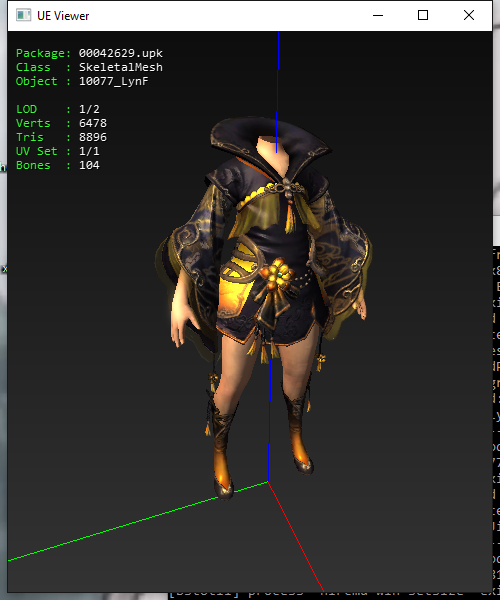 UE Viewer
Package: 00042629.upk
Class : SkeletalMesh
Object : 10077_LynF
LOD : 1/2
Verts : 6478
Tris : 8896
UV Set : 1/1
Bones : 104